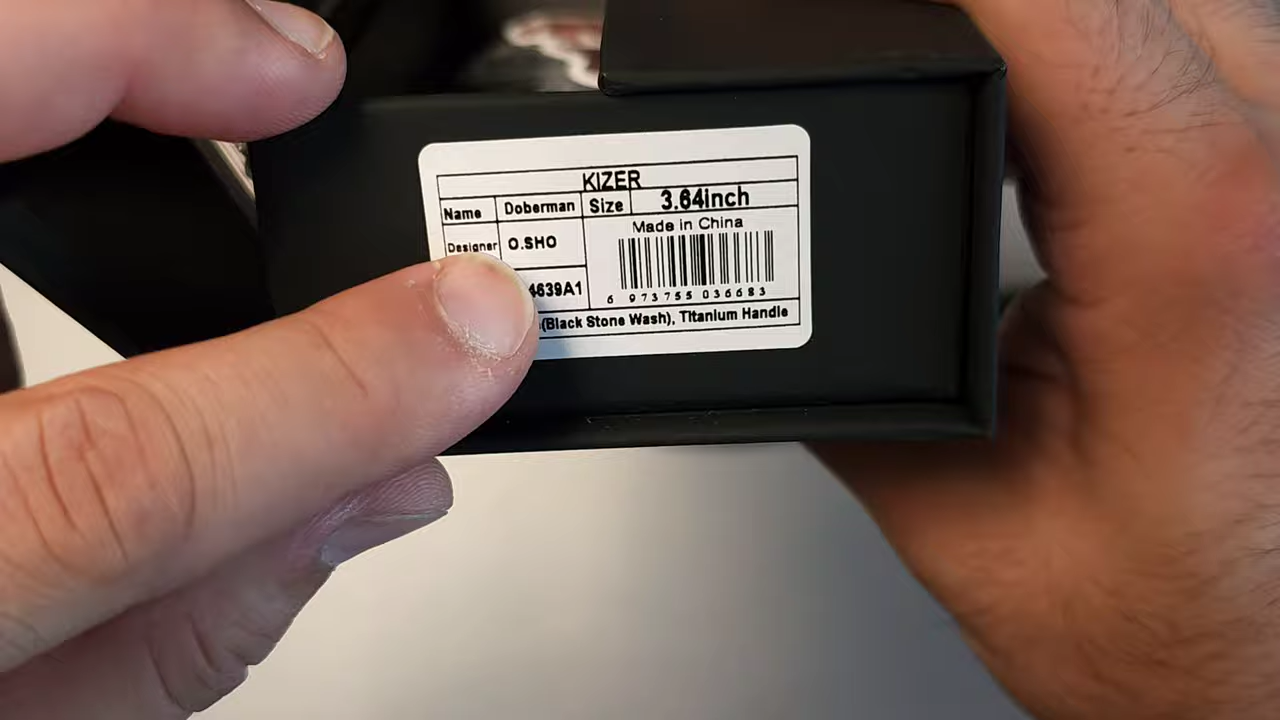 KIZER
Name Doberman Size 3.64inch
Designer O.SHO Made in China
4639A1 6 973755 036683
(Black Stone Wash), Titanium Handle